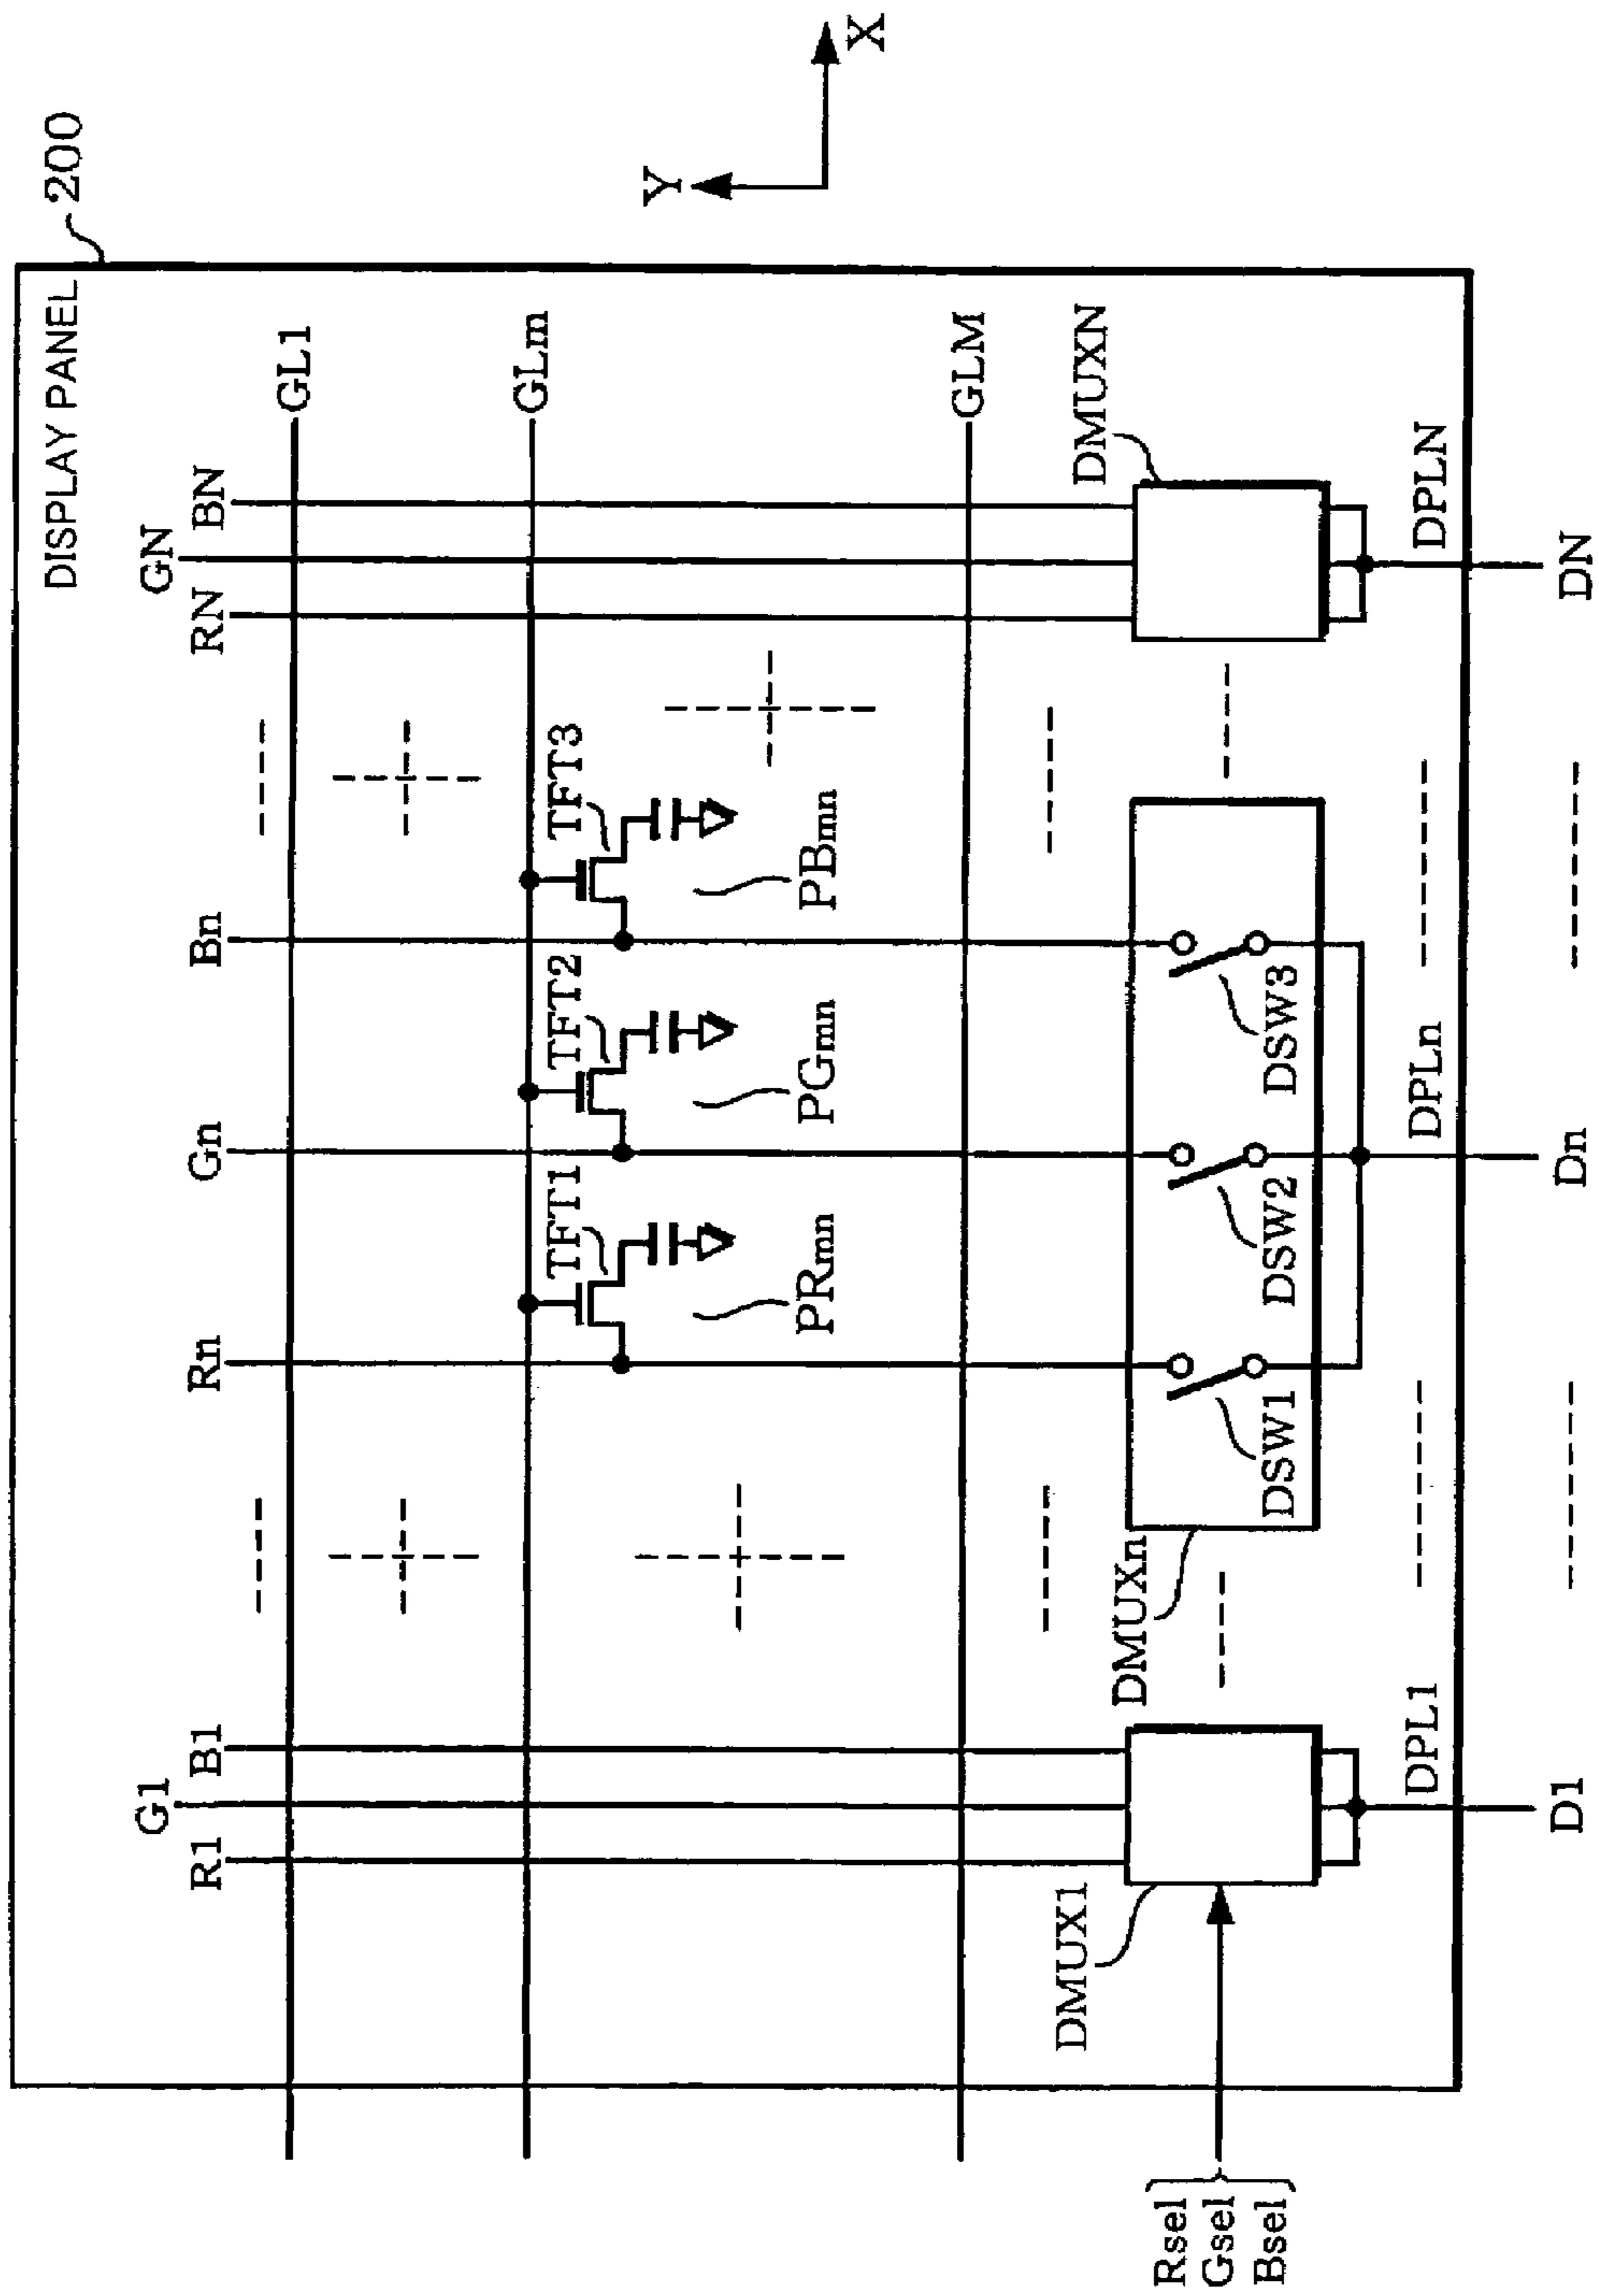 200
DISPLAY PANEL
G1
GN
R1
B1
Rn
Gn
Bn
RN
BN
GL1
GLm
TFT1
TFT2
TFT3
PRmn
PGmn
PBmn
GLM
DMUX1
DMUXn
DMUXN
Rsel
Gsel
Bsel
DSW1
DSW2
DSW3
DPL1
DPLn
DPLN
D1
Dn
DN
Y
X